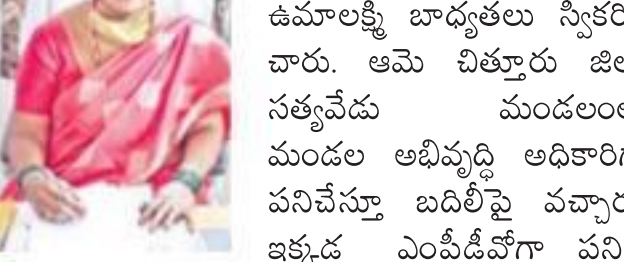 ఉమాలక్ష్మి బాధ్యతలు స్వీకరి
చారు. ఆమె చిత్తూరు జిల
సత్యవేడు మండలంల
మండల అభివృద్ధి అధికారిగ
పనిచేస్తూ బదిలీపై వచ్చార
ఇక్కడ ఎంపీడీవోగా పని